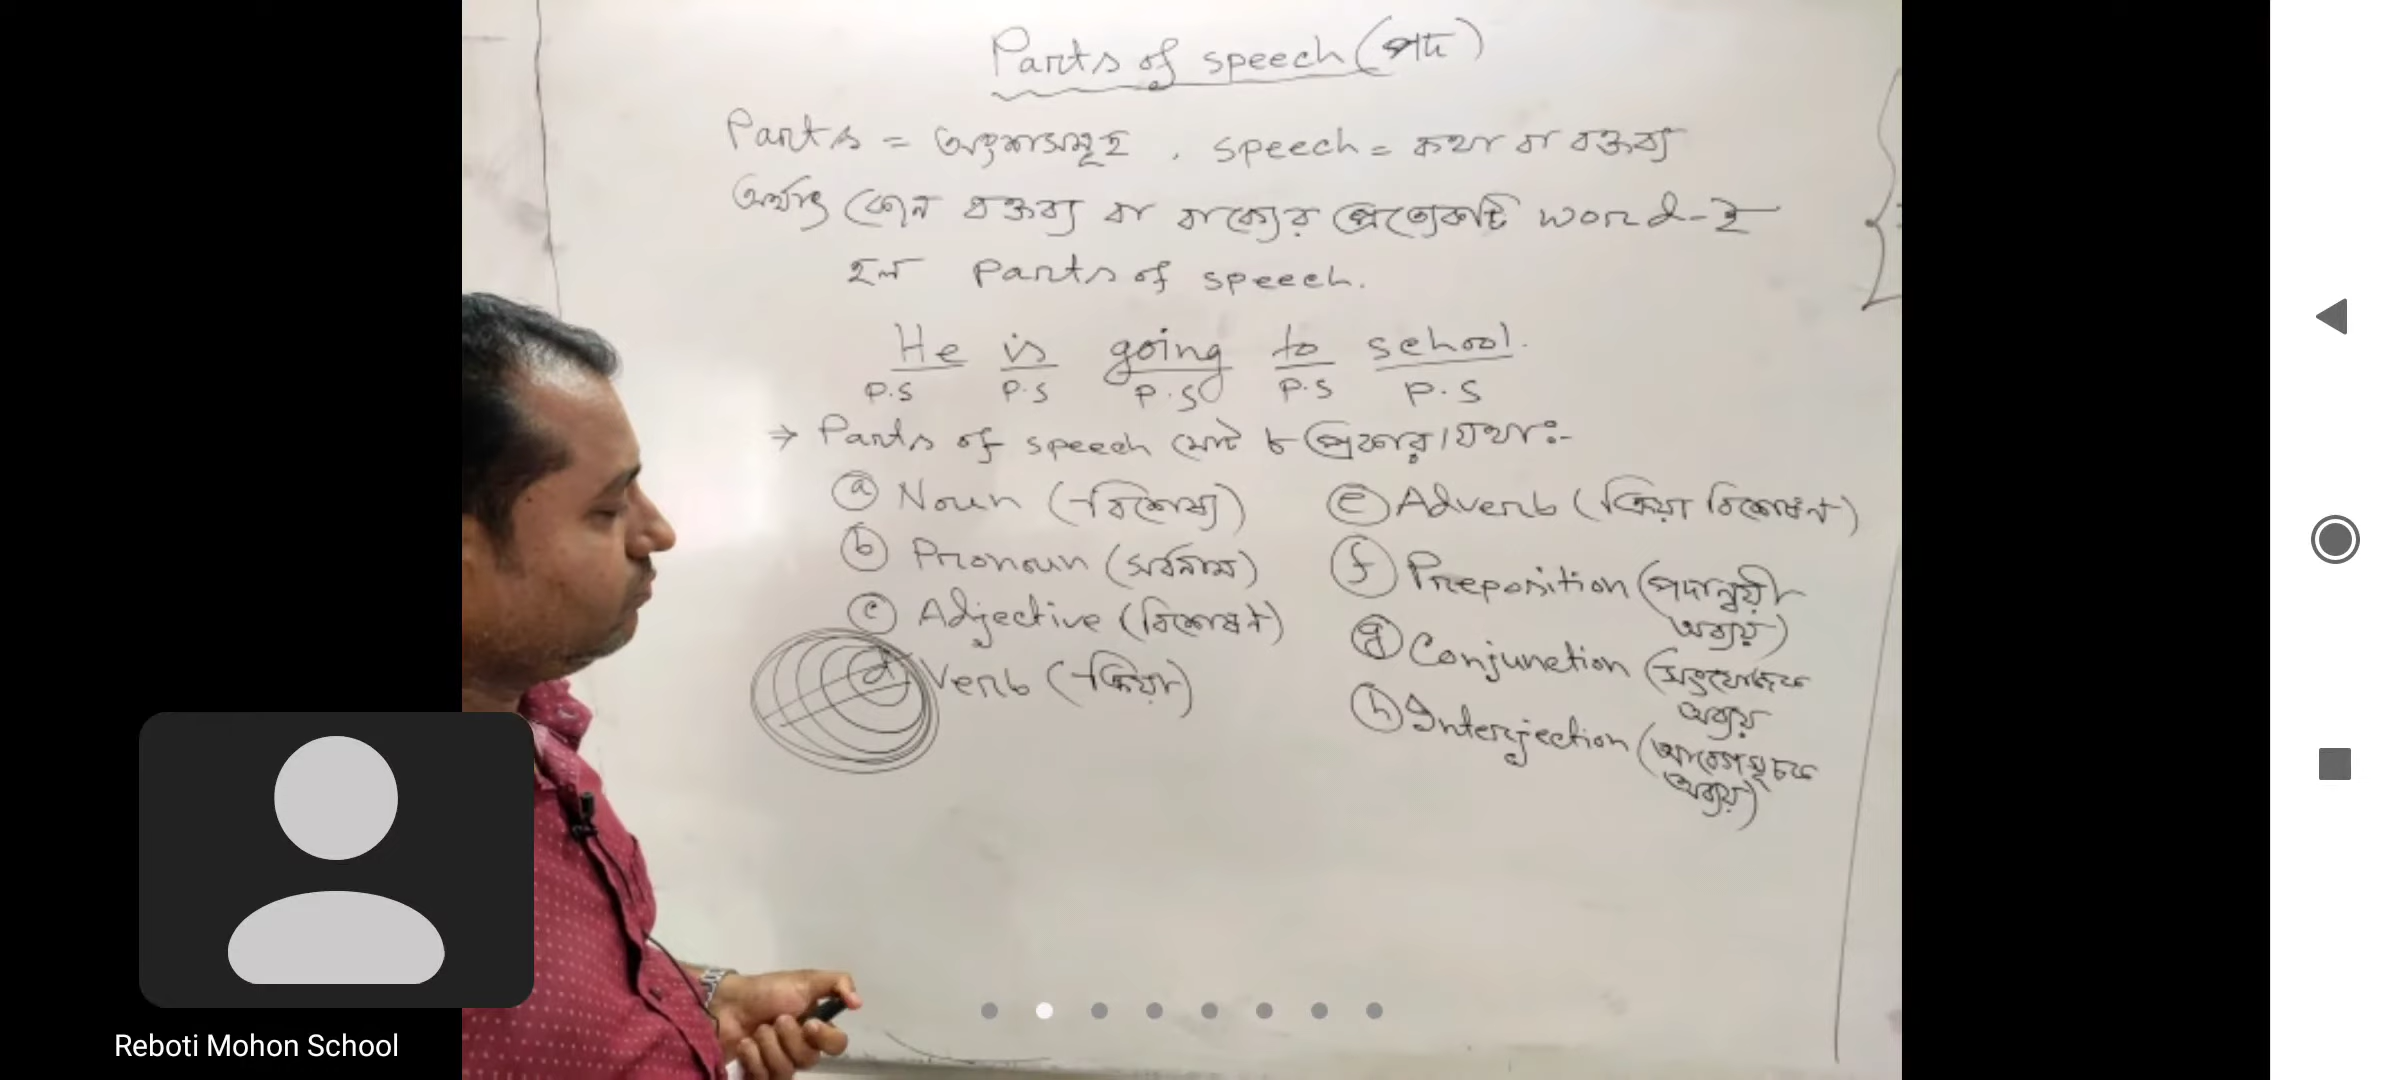 Parts of speech (পদ)
Parts = অংশসমূহ, speech = কথা বা বক্তব্য
অর্থাৎ কোন বক্তব্য বা বাক্যের প্রত্যেকটি word-ই
হল parts of speech.
He is going to school.
P.S P.S P.S P.S P.S
→ Parts of speech মোট ৮ প্রকার। যথাঃ-
ⓐ Noun (বিশেষ্য)
ⓑ Pronoun (সর্বনাম)
ⓒ Adjective (বিশেষণ)
ⓓ Verb (ক্রিয়া)
ⓔ Adverb (ক্রিয়া বিশেষণ)
ⓕ Preposition (পদান্বয়ী
অব্যয়)
ⓖ Conjunction (সংযোজক
অব্যয়
ⓗ Interjection (আবেগসূচক
অব্যয়)
Reboti Mohon School